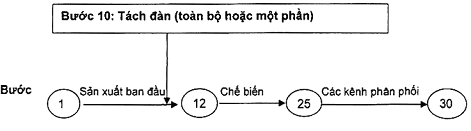 Bước 10: Tách đàn (toàn bộ hoặc một phần)
Bước
Sản xuất ban đầu
Chế biến
Các kênh phân phối
1
12
25
30